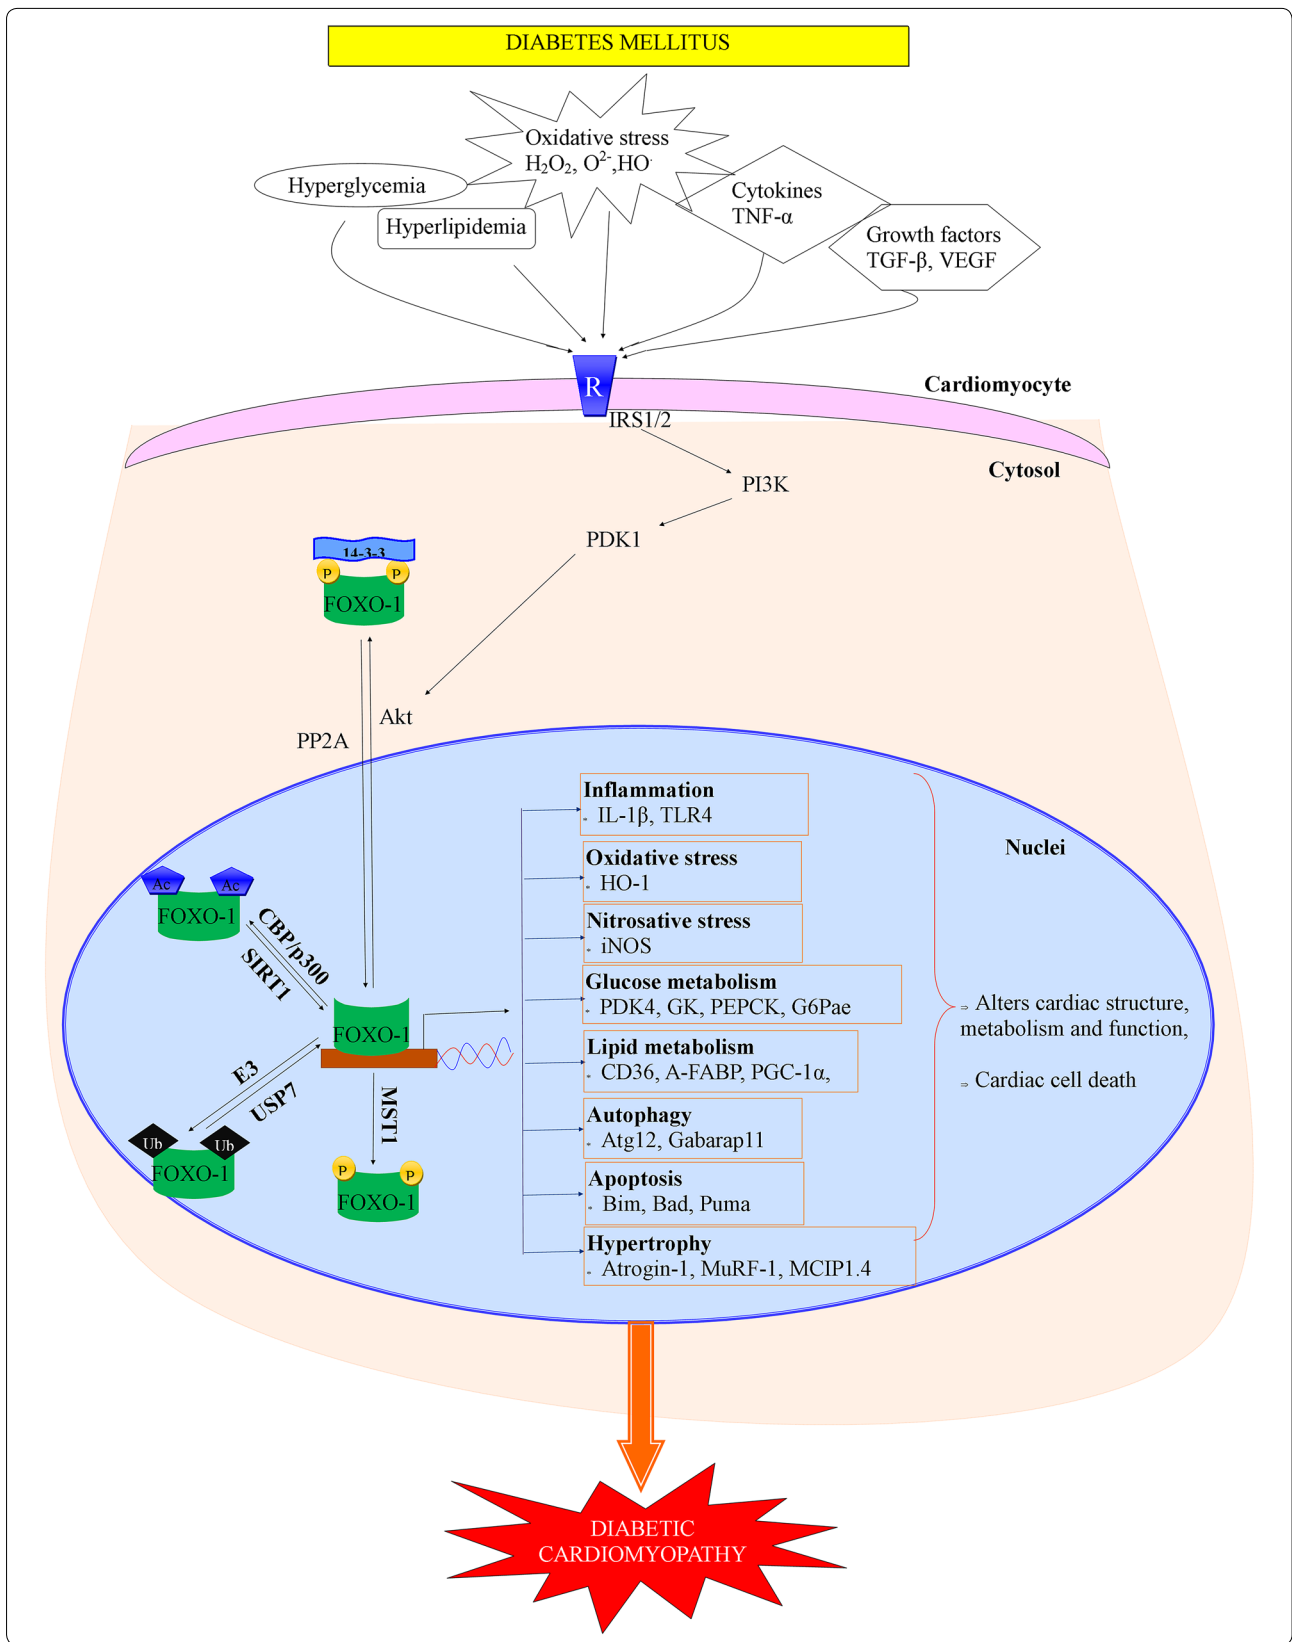 DIABETES MELLITUS
Oxidative stress
H₂O₂, O²⁻,HO·
Hyperglycemia
Hyperlipidemia
Cytokines
TNF-α
Growth factors
TGF-β, VEGF
R
Cardiomyocyte
IRS1/2
Cytosol
PI3K
PDK1
14-3-3
P P
FOXO-1
Akt
PP2A
Inflammation
IL-1β, TLR4
Nuclei
Oxidative stress
HO-1
Ac Ac
FOXO-1
CBP/p300
SIRT1
Nitrosative stress
iNOS
Glucose metabolism
PDK4, GK, PEPCK, G6Pae
⇒ Alters cardiac structure,
metabolism and function,
FOXO-1
Lipid metabolism
CD36, A-FABP, PGC-1α,
⇒ Cardiac cell death
E3
USP7
MST1
Autophagy
Atg12, Gabarap11
Ub Ub
FOXO-1
P P
FOXO-1
Apoptosis
Bim, Bad, Puma
Hypertrophy
Atrogin-1, MuRF-1, MCIP1.4
DIABETIC
CARDIOMYOPATHY